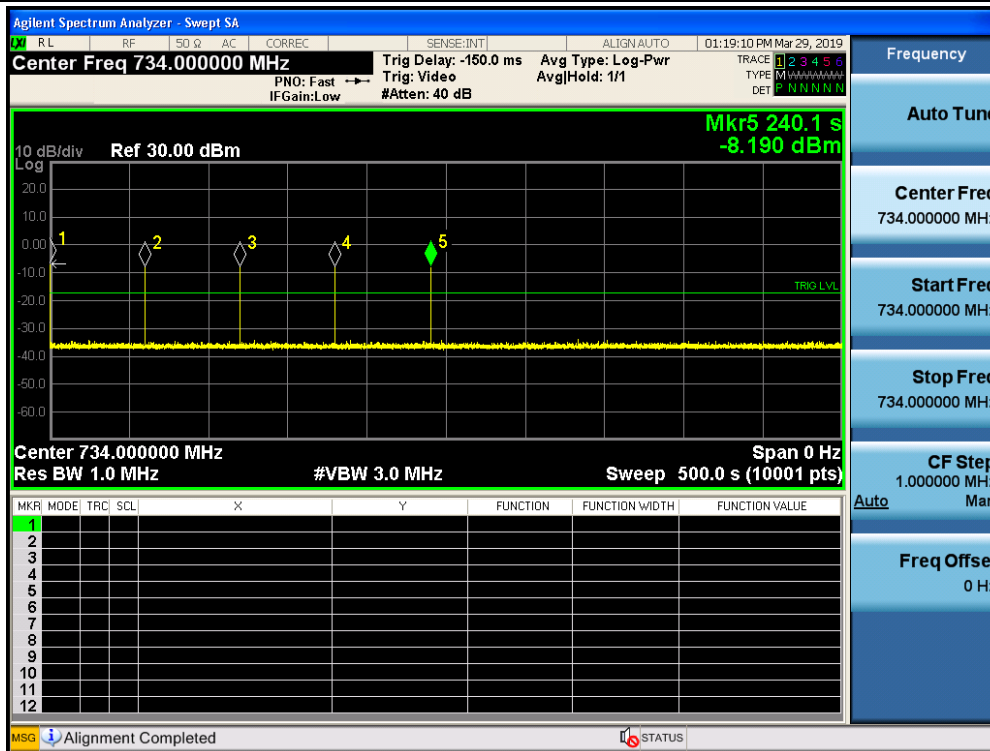 Agilent Spectrum Analyzer - Swept SA
LXI RL RF 50 Ω AC CORREC SENSE:INT ALIGN AUTO 01:19:10 PM Mar 29, 2019
Center Freq 734.000000 MHz
PNO: Fast
IFGain:Low
Trig Delay: -150.0 ms
Trig: Video
#Atten: 40 dB
Avg Type: Log-Pwr
Avg|Hold: 1/1
TRACE 1 2 3 4 5 6
TYPE M
DET P N N N N N
Mkr5 240.1 s
-8.190 dBm
10 dB/div Ref 30.00 dBm
Log
20.0
10.0
0.00
-10.0
-20.0
-30.0
-40.0
-50.0
-60.0
1 2 3 4 5
TRIG LVL
Center 734.000000 MHz Span 0 Hz
Res BW 1.0 MHz #VBW 3.0 MHz Sweep 500.0 s (10001 pts)
MKR MODE TRC SCL X Y FUNCTION FUNCTION WIDTH FUNCTION VALUE
1
2
3
4
5
6
7
8
9
10
11
12
MSG Alignment Completed STATUS
Frequency
Auto Tun
Center Fre
734.000000 MH
Start Fre
734.000000 MH
Stop Fre
734.000000 MH
CF Step
1.000000 MH
Auto Ma
Freq Offse
0 H